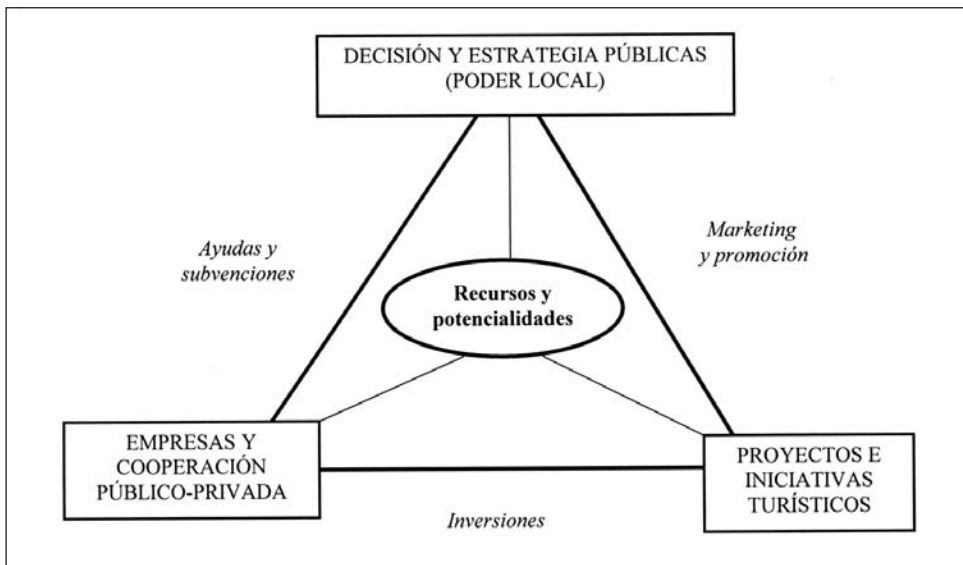 DECISIÓN Y ESTRATEGIA PÚBLICAS
(PODER LOCAL)
Ayudas y
subvenciones
Marketing
y promoción
Recursos y
potencialidades
EMPRESAS Y
COOPERACIÓN
PÚBLICO-PRIVADA
Inversiones
PROYECTOS E
INICIATIVAS
TURÍSTICOS